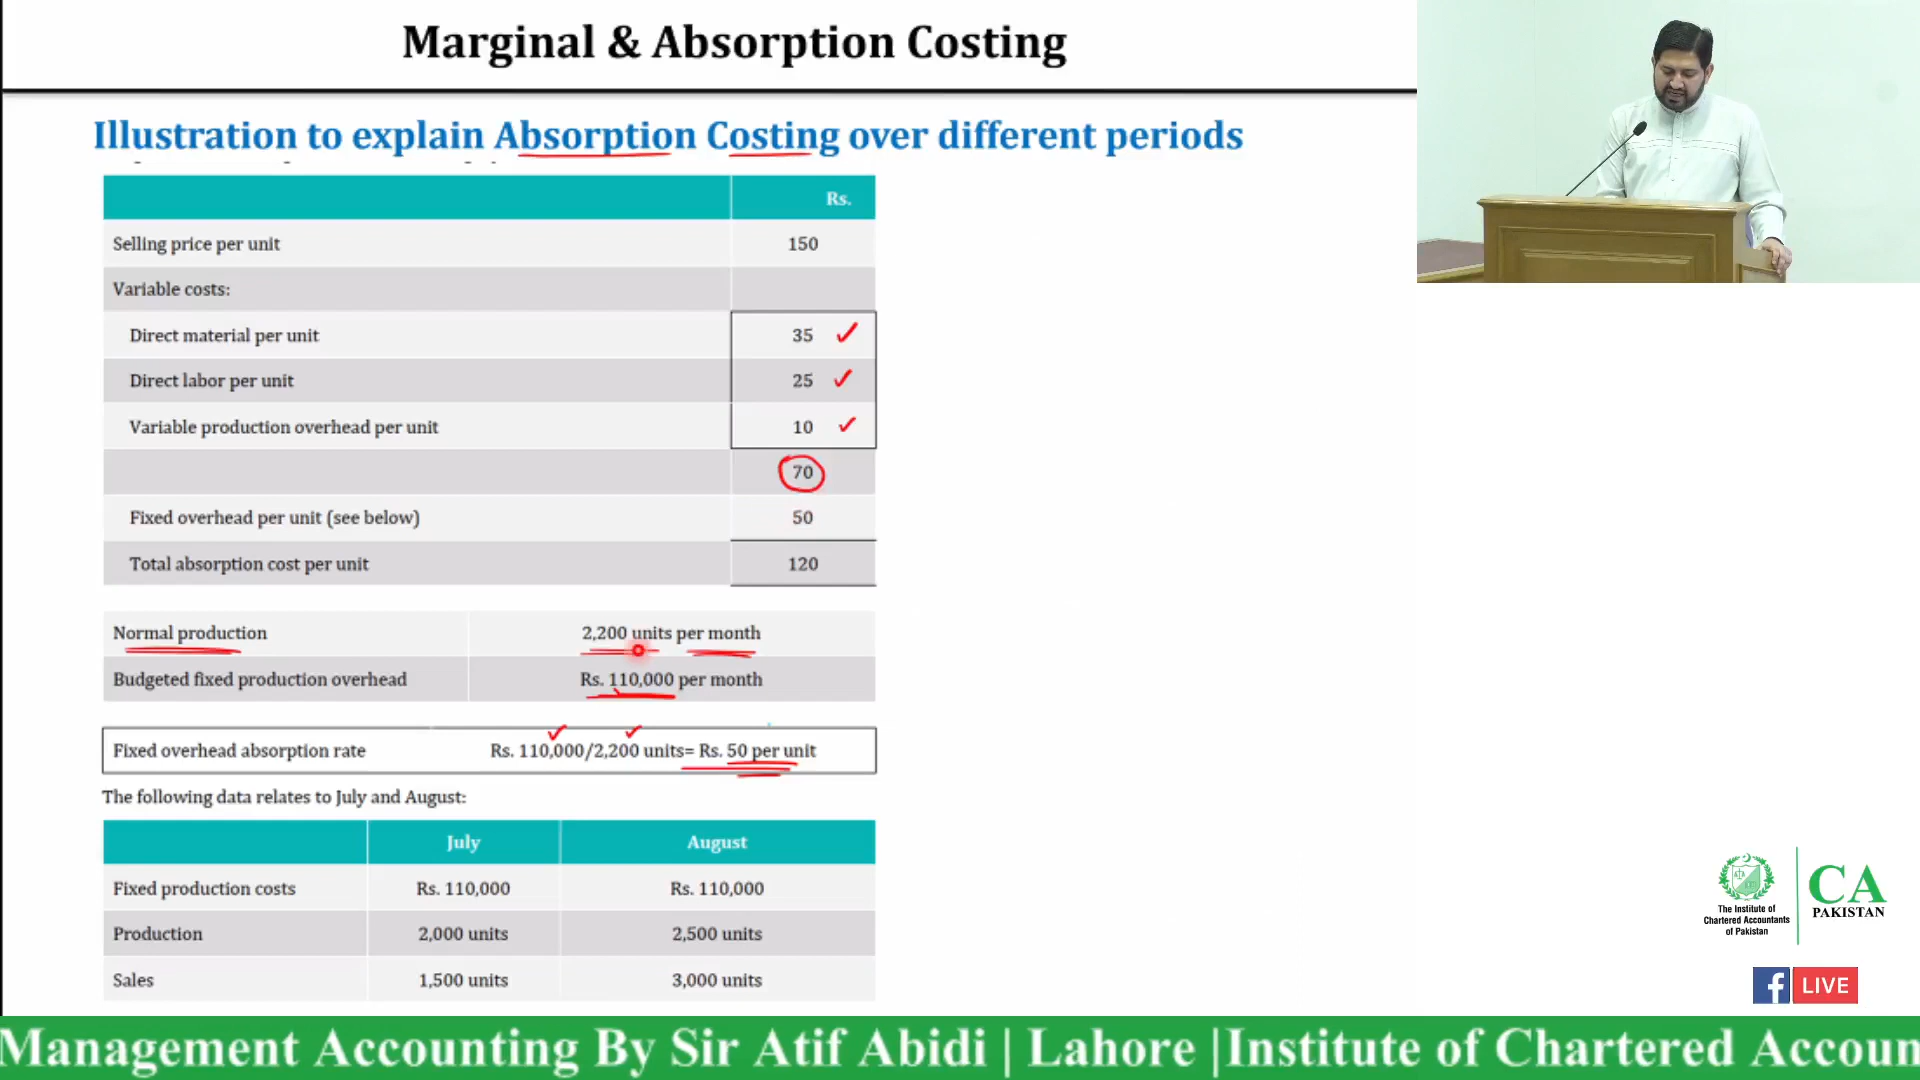 Marginal & Absorption Costing
Illustration to explain Absorption Costing over different periods
Rs.
Selling price per unit 150
Variable costs:
Direct material per unit 35
Direct labor per unit 25
Variable production overhead per unit 10
70
Fixed overhead per unit (see below) 50
Total absorption cost per unit 120
Normal production 2,200 units per month
Budgeted fixed production overhead Rs. 110,000 per month
Fixed overhead absorption rate Rs. 110,000/2,200 units= Rs. 50 per unit
The following data relates to July and August:
July August
Fixed production costs Rs. 110,000 Rs. 110,000
Production 2,000 units 2,500 units
Sales 1,500 units 3,000 units
The Institute of
Chartered Accountants
of Pakistan
CA
PAKISTAN
f LIVE
Management Accounting By Sir Atif Abidi | Lahore |Institute of Chartered Accoun